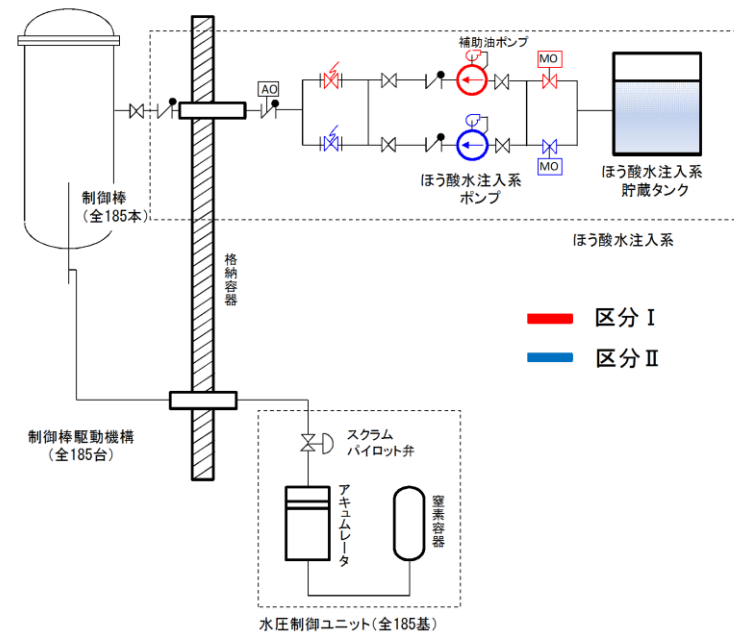 補助油ポンプ
MO
AO
MO
ほう酸水注入系
ポンプ
ほう酸水注入系
貯蔵タンク
制御棒
(全185本)
ほう酸水注入系
格納容器
区分Ⅰ
区分Ⅱ
制御棒駆動機構
(全185台)
スクラム
パイロット弁
アキュムレータ
窒素容器
水圧制御ユニット(全185基)